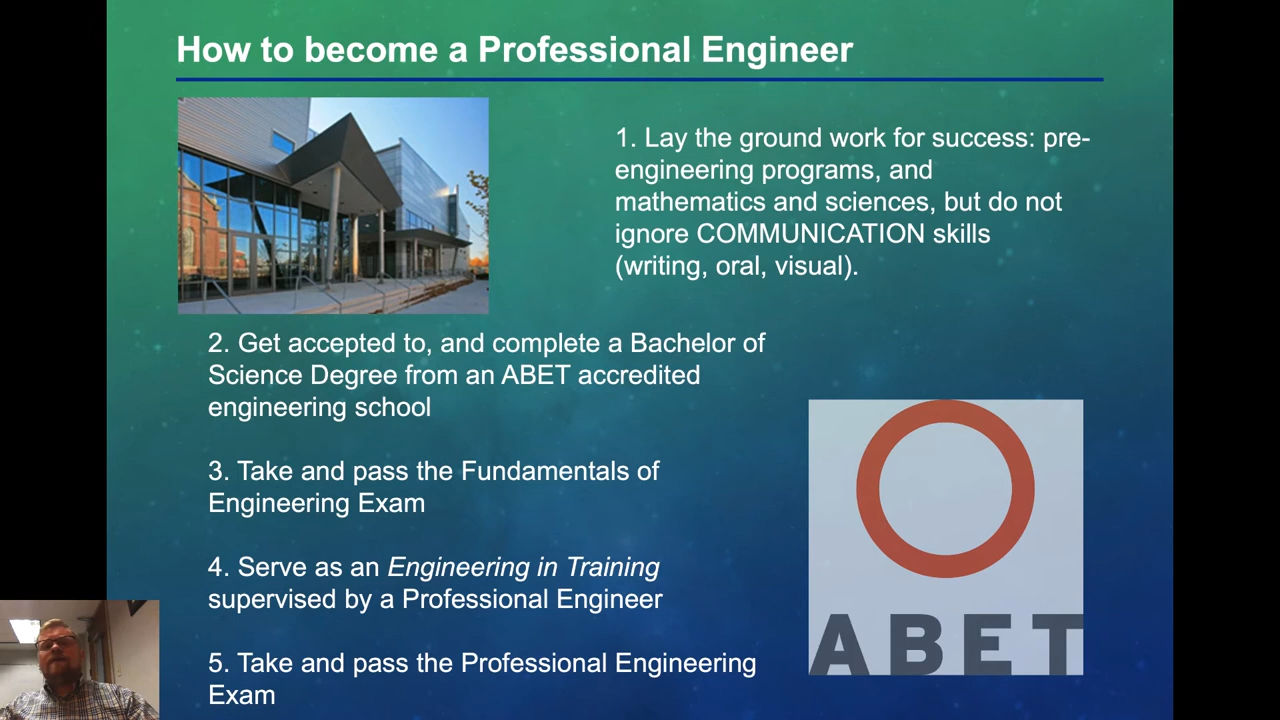 How to become a Professional Engineer
1. Lay the ground work for success: pre-
engineering programs, and
mathematics and sciences, but do not
ignore COMMUNICATION skills
(writing, oral, visual).
2. Get accepted to, and complete a Bachelor of
Science Degree from an ABET accredited
engineering school
3. Take and pass the Fundamentals of
Engineering Exam
4. Serve as an Engineering in Training
supervised by a Professional Engineer
5. Take and pass the Professional Engineering
Exam
ABET